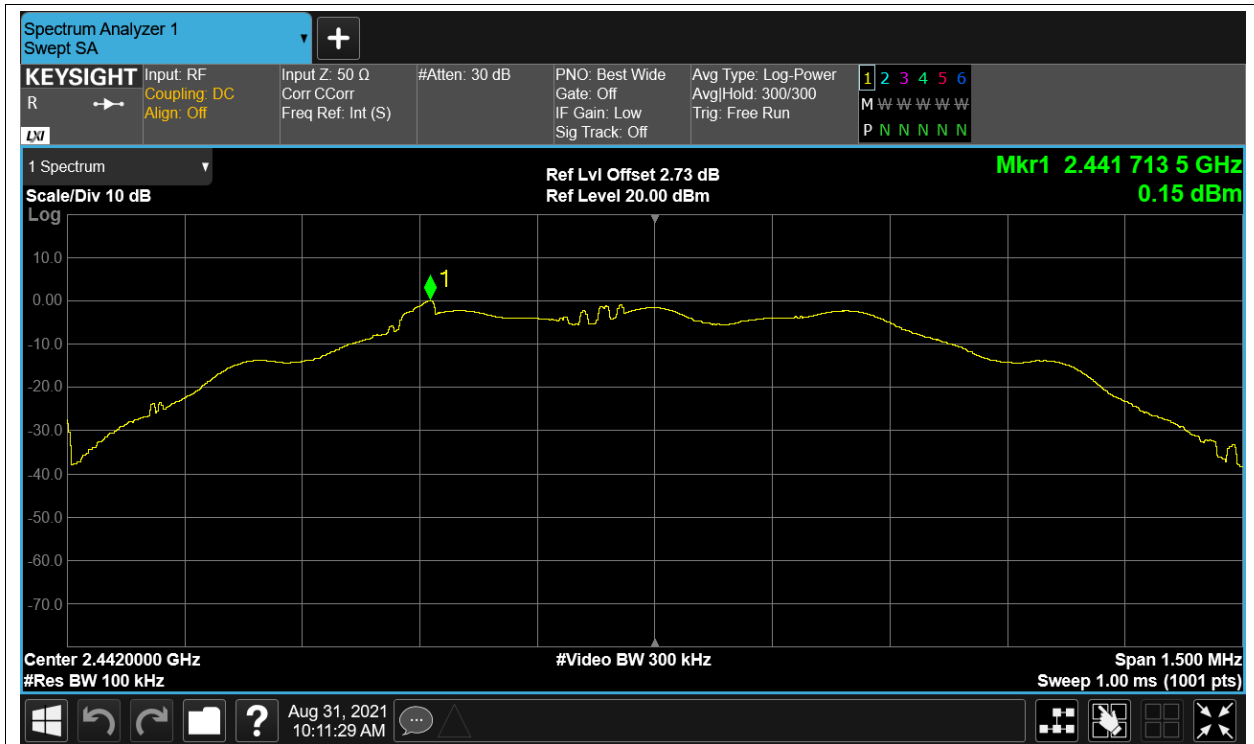 Spectrum Analyzer 1
Swept SA
KEYSIGHT
R
LXI
Input: RF
Coupling: DC
Align: Off
Input Z: 50 Ω
Corr CCorr
Freq Ref: Int (S)
#Atten: 30 dB
PNO: Best Wide
Gate: Off
IF Gain: Low
Sig Track: Off
Avg Type: Log-Power
Avg|Hold: 300/300
Trig: Free Run
1 2 3 4 5 6
M W W W W W
P N N N N N
1 Spectrum
Scale/Div 10 dB
Ref Lvl Offset 2.73 dB
Ref Level 20.00 dBm
Mkr1 2.441 713 5 GHz
0.15 dBm
Log
10.0
0.00
-10.0
-20.0
-30.0
-40.0
-50.0
-60.0
-70.0
1
Center 2.4420000 GHz
#Res BW 100 kHz
#Video BW 300 kHz
Span 1.500 MHz
Sweep 1.00 ms (1001 pts)
?
Aug 31, 2021
10:11:29 AM